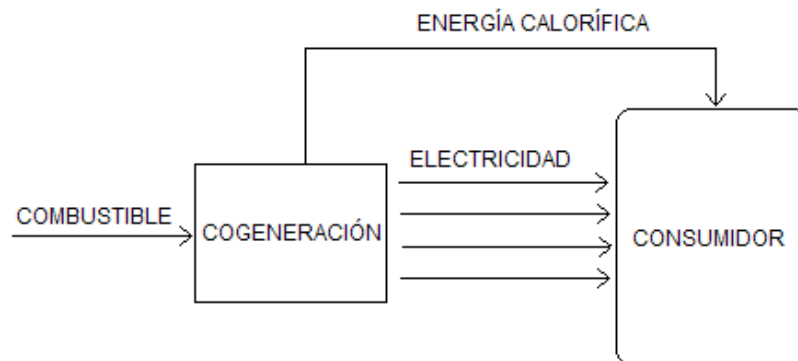 ENERGÍA CALORÍFICA
ELECTRICIDAD
COMBUSTIBLE
COGENERACIÓN
CONSUMIDOR